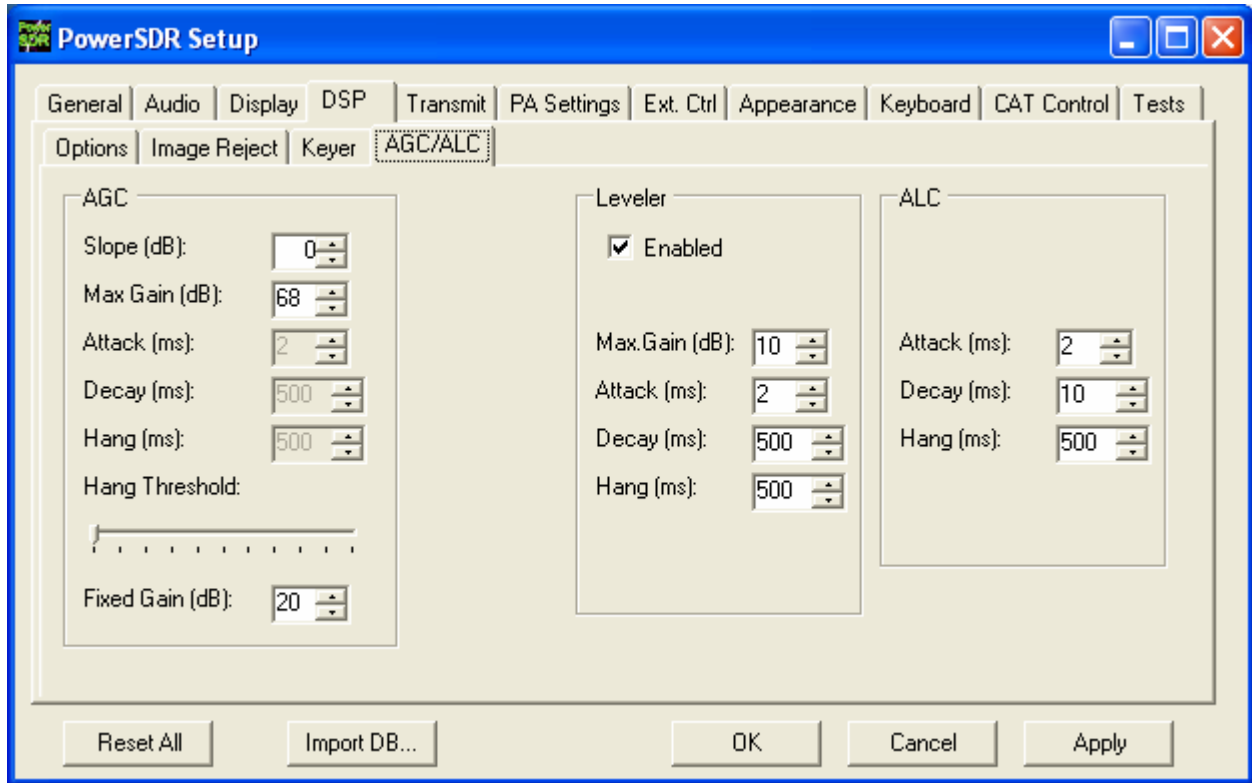 Power SDR PowerSDR Setup
General Audio Display DSP Transmit PA Settings Ext. Ctrl Appearance Keyboard CAT Control Tests
Options Image Reject Keyer AGC/ALC
AGC
Slope (dB): 0
Max Gain (dB): 68
Attack (ms): 2
Decay (ms): 500
Hang (ms): 500
Hang Threshold:
Fixed Gain (dB): 20
Leveler
Enabled
Max.Gain (dB): 10
Attack (ms): 2
Decay (ms): 500
Hang (ms): 500
ALC
Attack (ms): 2
Decay (ms): 10
Hang (ms): 500
Reset All Import DB... OK Cancel Apply